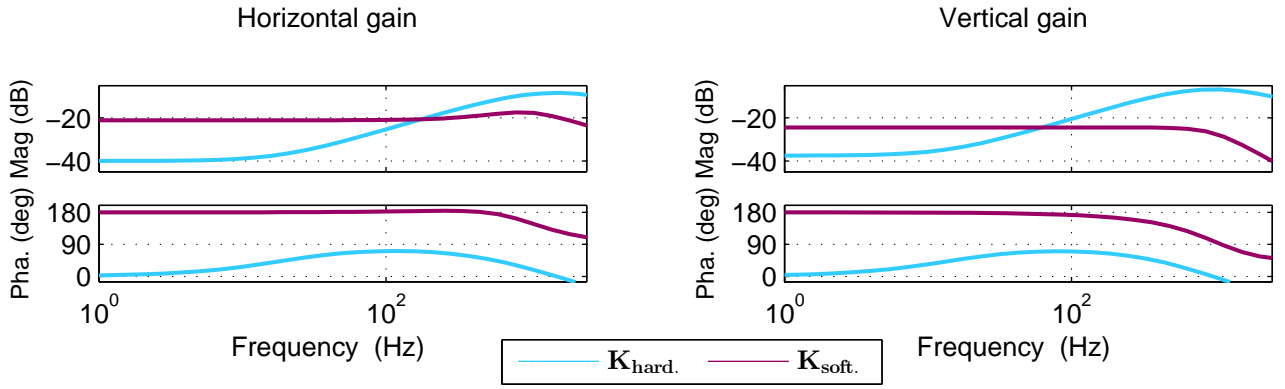 Horizontal gain
Vertical gain
Mag (dB)
−20
−40
Pha. (deg)
180
90
0
10^0
10^2
Frequency (Hz)
Mag (dB)
−20
−40
Pha. (deg)
180
90
0
10^0
10^2
Frequency (Hz)
K_hard.
K_soft.